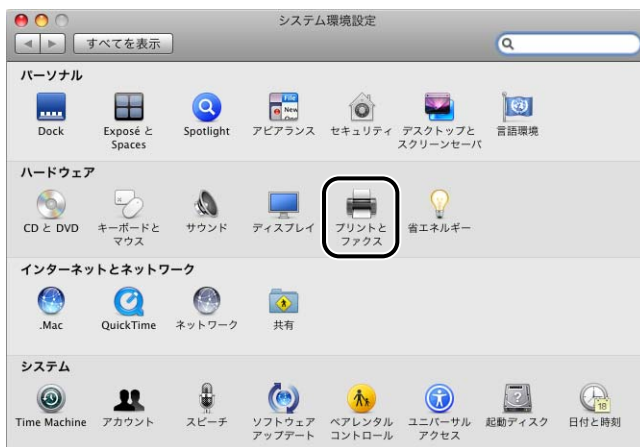 システム環境設定
すべてを表示
パーソナル
Dock
Exposé と
Spaces
Spotlight
アピアランス
セキュリティ
デスクトップと
スクリーンセーバ
言語環境
ハードウェア
CD と DVD
キーボードと
マウス
サウンド
ディスプレイ
プリントと
ファクス
省エネルギー
インターネットとネットワーク
.Mac
QuickTime
ネットワーク
共有
システム
Time Machine
アカウント
スピーチ
ソフトウェア
アップデート
ペアレンタル
コントロール
ユニバーサル
アクセス
起動ディスク
日付と時刻